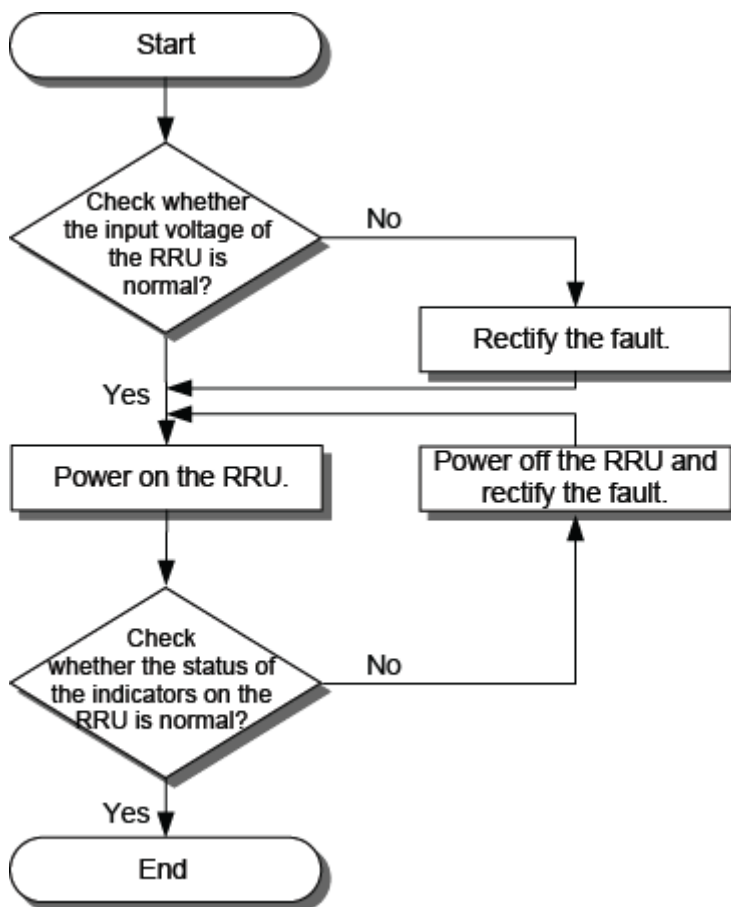 Start
Check whether
the input voltage of
the RRU is
normal?
No
Rectify the fault.
Yes
Power on the RRU.
Power off the RRU and
rectify the fault.
Check
whether the status of
the indicators on the
RRU is normal?
No
Yes
End